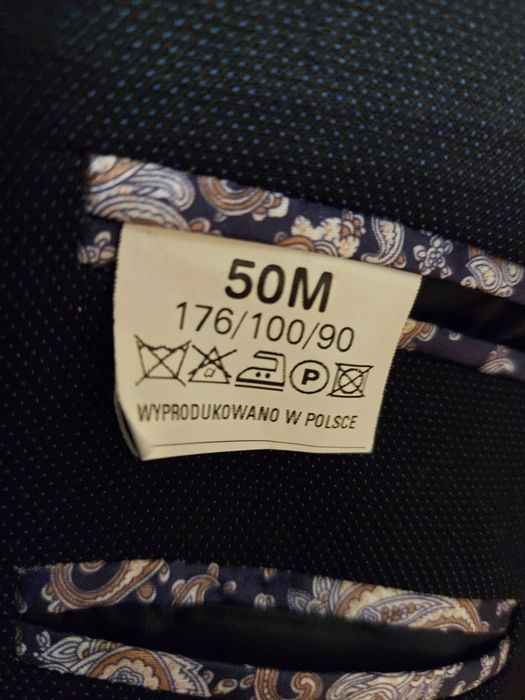 50M
176/100/90
P
WYPRODUKOWANO W POLSCE